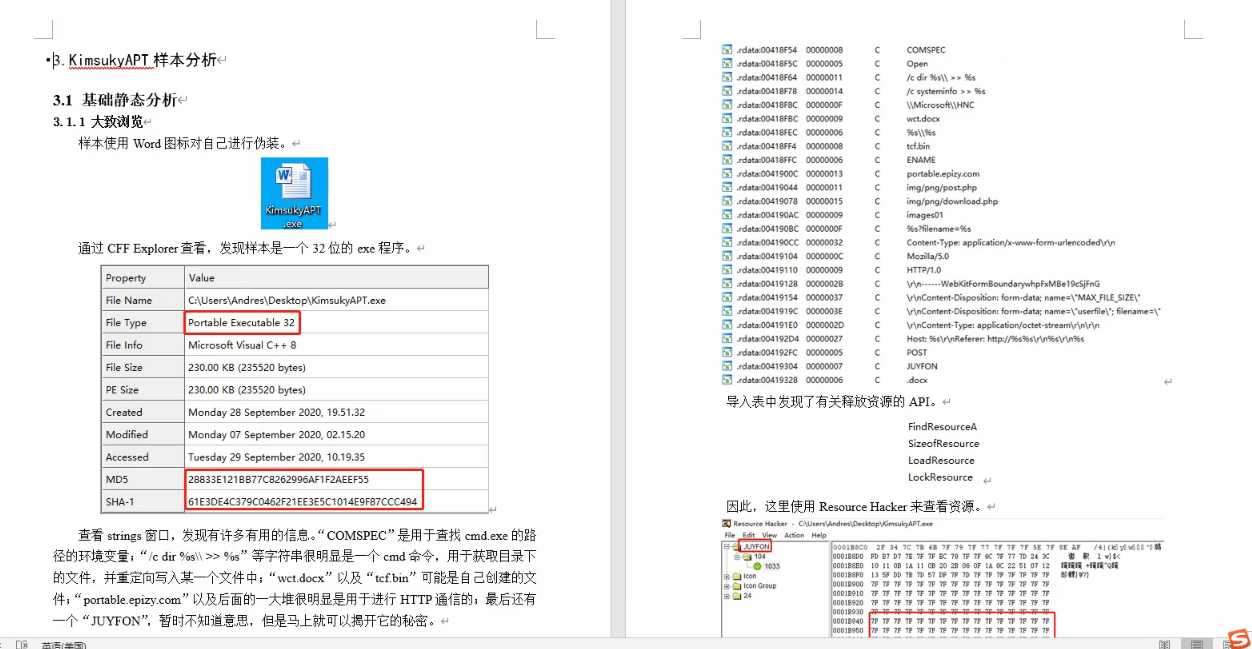 3. KimsukyAPT 样本分析
3.1 基础静态分析
3.1.1 大致浏览
样本使用 Word 图标对自己进行伪装。
KimsukyAPT
.exe
通过 CFF Explorer 查看，发现样本是一个 32 位的 exe 程序。
Property Value
File Name C:\Users\Andres\Desktop\KimsukyAPT.exe
File Type Portable Executable 32
File Info Microsoft Visual C++ 8
File Size 230.00 KB (235520 bytes)
PE Size 230.00 KB (235520 bytes)
Created Monday 28 September 2020, 19.51.32
Modified Monday 07 September 2020, 02.15.20
Accessed Tuesday 29 September 2020, 10.19.35
MD5 28833E121BB77C8262996AF1F2AEEF55
SHA-1 61E3DE4C379C0462F21EE3E5C1014E9F87CCC494
查看 strings 窗口，发现有许多有用的信息。“COMSPEC”是用于查找 cmd.exe 的路
径的环境变量；“/c dir %s\\ >> %s”等字符串很明显是一个 cmd 命令，用于获取目录下
的文件，并重定向写入某一个文件中；“wct.docx”以及“tcf.bin”可能是自己创建的文
件；“portable.epizy.com”以及后面的一大堆很明显是用于进行 HTTP 通信的；最后还有
一个“JUYFON”，暂时不知道意思，但是马上就可以揭开它的秘密。
.rdata:00418F54 00000008 C COMSPEC
.rdata:00418F5C 00000005 C Open
.rdata:00418F64 00000011 C /c dir %s\\ >> %s
.rdata:00418F78 00000014 C /c systeminfo >> %s
.rdata:00418F8C 0000000F C \\Microsoft\\HNC
.rdata:00418FBC 00000009 C wct.docx
.rdata:00418FEC 00000006 C %s\\%s
.rdata:00418FF4 00000008 C tcf.bin
.rdata:00418FFC 00000006 C ENAME
.rdata:0041900C 00000013 C portable.epizy.com
.rdata:00419044 00000011 C img/png/post.php
.rdata:00419078 00000015 C img/png/download.php
.rdata:004190AC 00000009 C images01
.rdata:004190BC 0000000F C %s?filename=%s
.rdata:004190CC 00000032 C Content-Type: application/x-www-form-urlencoded\r\n
.rdata:00419104 0000000C C Mozilla/5.0
.rdata:00419110 00000009 C HTTP/1.0
.rdata:00419128 0000002B C \r\n------WebKitFormBoundarywhpFxMBe19cSjFnG
.rdata:00419154 00000037 C \r\nContent-Disposition: form-data; name=\"MAX_FILE_SIZE\"
.rdata:0041919C 0000003E C \r\nContent-Disposition: form-data; name=\"userfile\"; filename=\"
.rdata:004191E0 0000002D C \r\nContent-Type: application/octet-stream\r\n\r\n
.rdata:004192D4 00000027 C Host: %s\r\nReferer: http://%s%s\r\n%s\r\n%s
.rdata:004192FC 00000005 C POST
.rdata:00419304 00000007 C JUYFON
.rdata:00419328 00000006 C .docx
导入表中发现了有关释放资源的 API。
FindResourceA
SizeofResource
LoadResource
LockResource
因此，这里使用 Resource Hacker 来查看资源。
Resource Hacker - C:\Users\Andres\Desktop\KimsukyAPT.exe
File Edit View Action Help
JUYFON
104
1033
Icon
Icon Group
24
0001B8C0 2F 34 7C 7B 6B 7F 79 7F 77 7F 7F 7F 5E 7F 8E AF
0001B8E0 FD B7 D7 1E 7F 7F EC 78 7F 7F 6C 7F 77 7D 24 3C
0001B8E0 10 11 0B 1A 11 0B 20 2B 06 0F 1A 0C 22 51 07 12
0001B8F0 13 5F DD 7B 7D 57 DF 7F 7D 7F 7F 7F 7F 7F 7F 7F
0001B900 7F 7F 7F 7F 7F 7F 7F 7F 7F 7F 7F 7F 7F 7F 7F 7F
0001B910 7F 7F 7F 7F 7F 7F 7F 7F 7F 7F 7F 7F 7F 7F 7F 7F
0001B920 7F 7F 7F 7F 7F 7F 7F 7F 7F 7F 7F 7F 7F 7F 7F 7F
0001B940 7F 7F 7F 7F 7F 7F 7F 7F 7F 7F 7F 7F 7F 7F 7F 7F
0001B950 7F 7F 7F 7F 7F 7F 7F 7F 7F 7F 7F 7F 7F 7F 7F 7F
英语(美国)